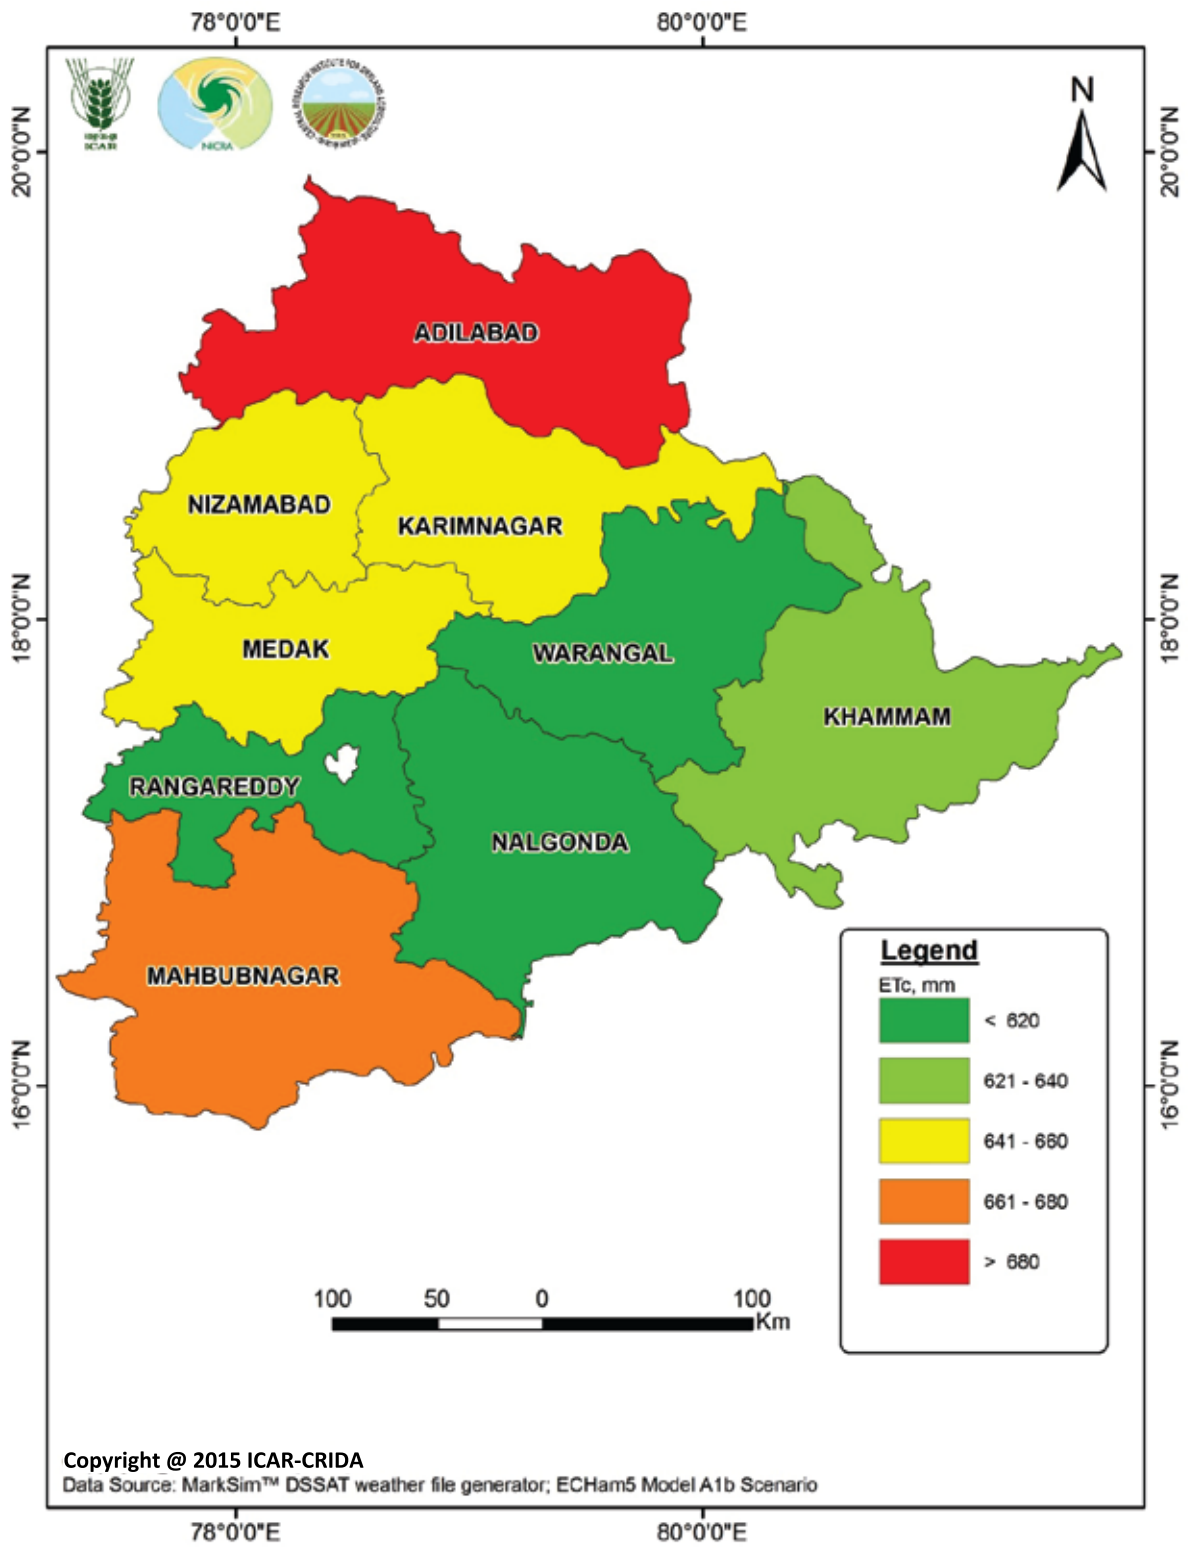 78°0'0"E 80°0'0"E
N
ICAR
NICRA
20°0'0"N 20°0'0"N
ADILABAD
NIZAMABAD
KARIMNAGAR
18°0'0"N 18°0'0"N
MEDAK
WARANGAL
KHAMMAM
RANGAREDDY
NALGONDA
MAHBUBNAGAR
Legend
ETc, mm
< 620
16°0'0"N 16°0'0"N
621 - 640
641 - 660
661 - 680
> 680
100 50 0 100
Km
Copyright @ 2015 ICAR-CRIDA
Data Source: MarkSim™ DSSAT weather file generator; ECHam5 Model A1b Scenario
78°0'0"E 80°0'0"E